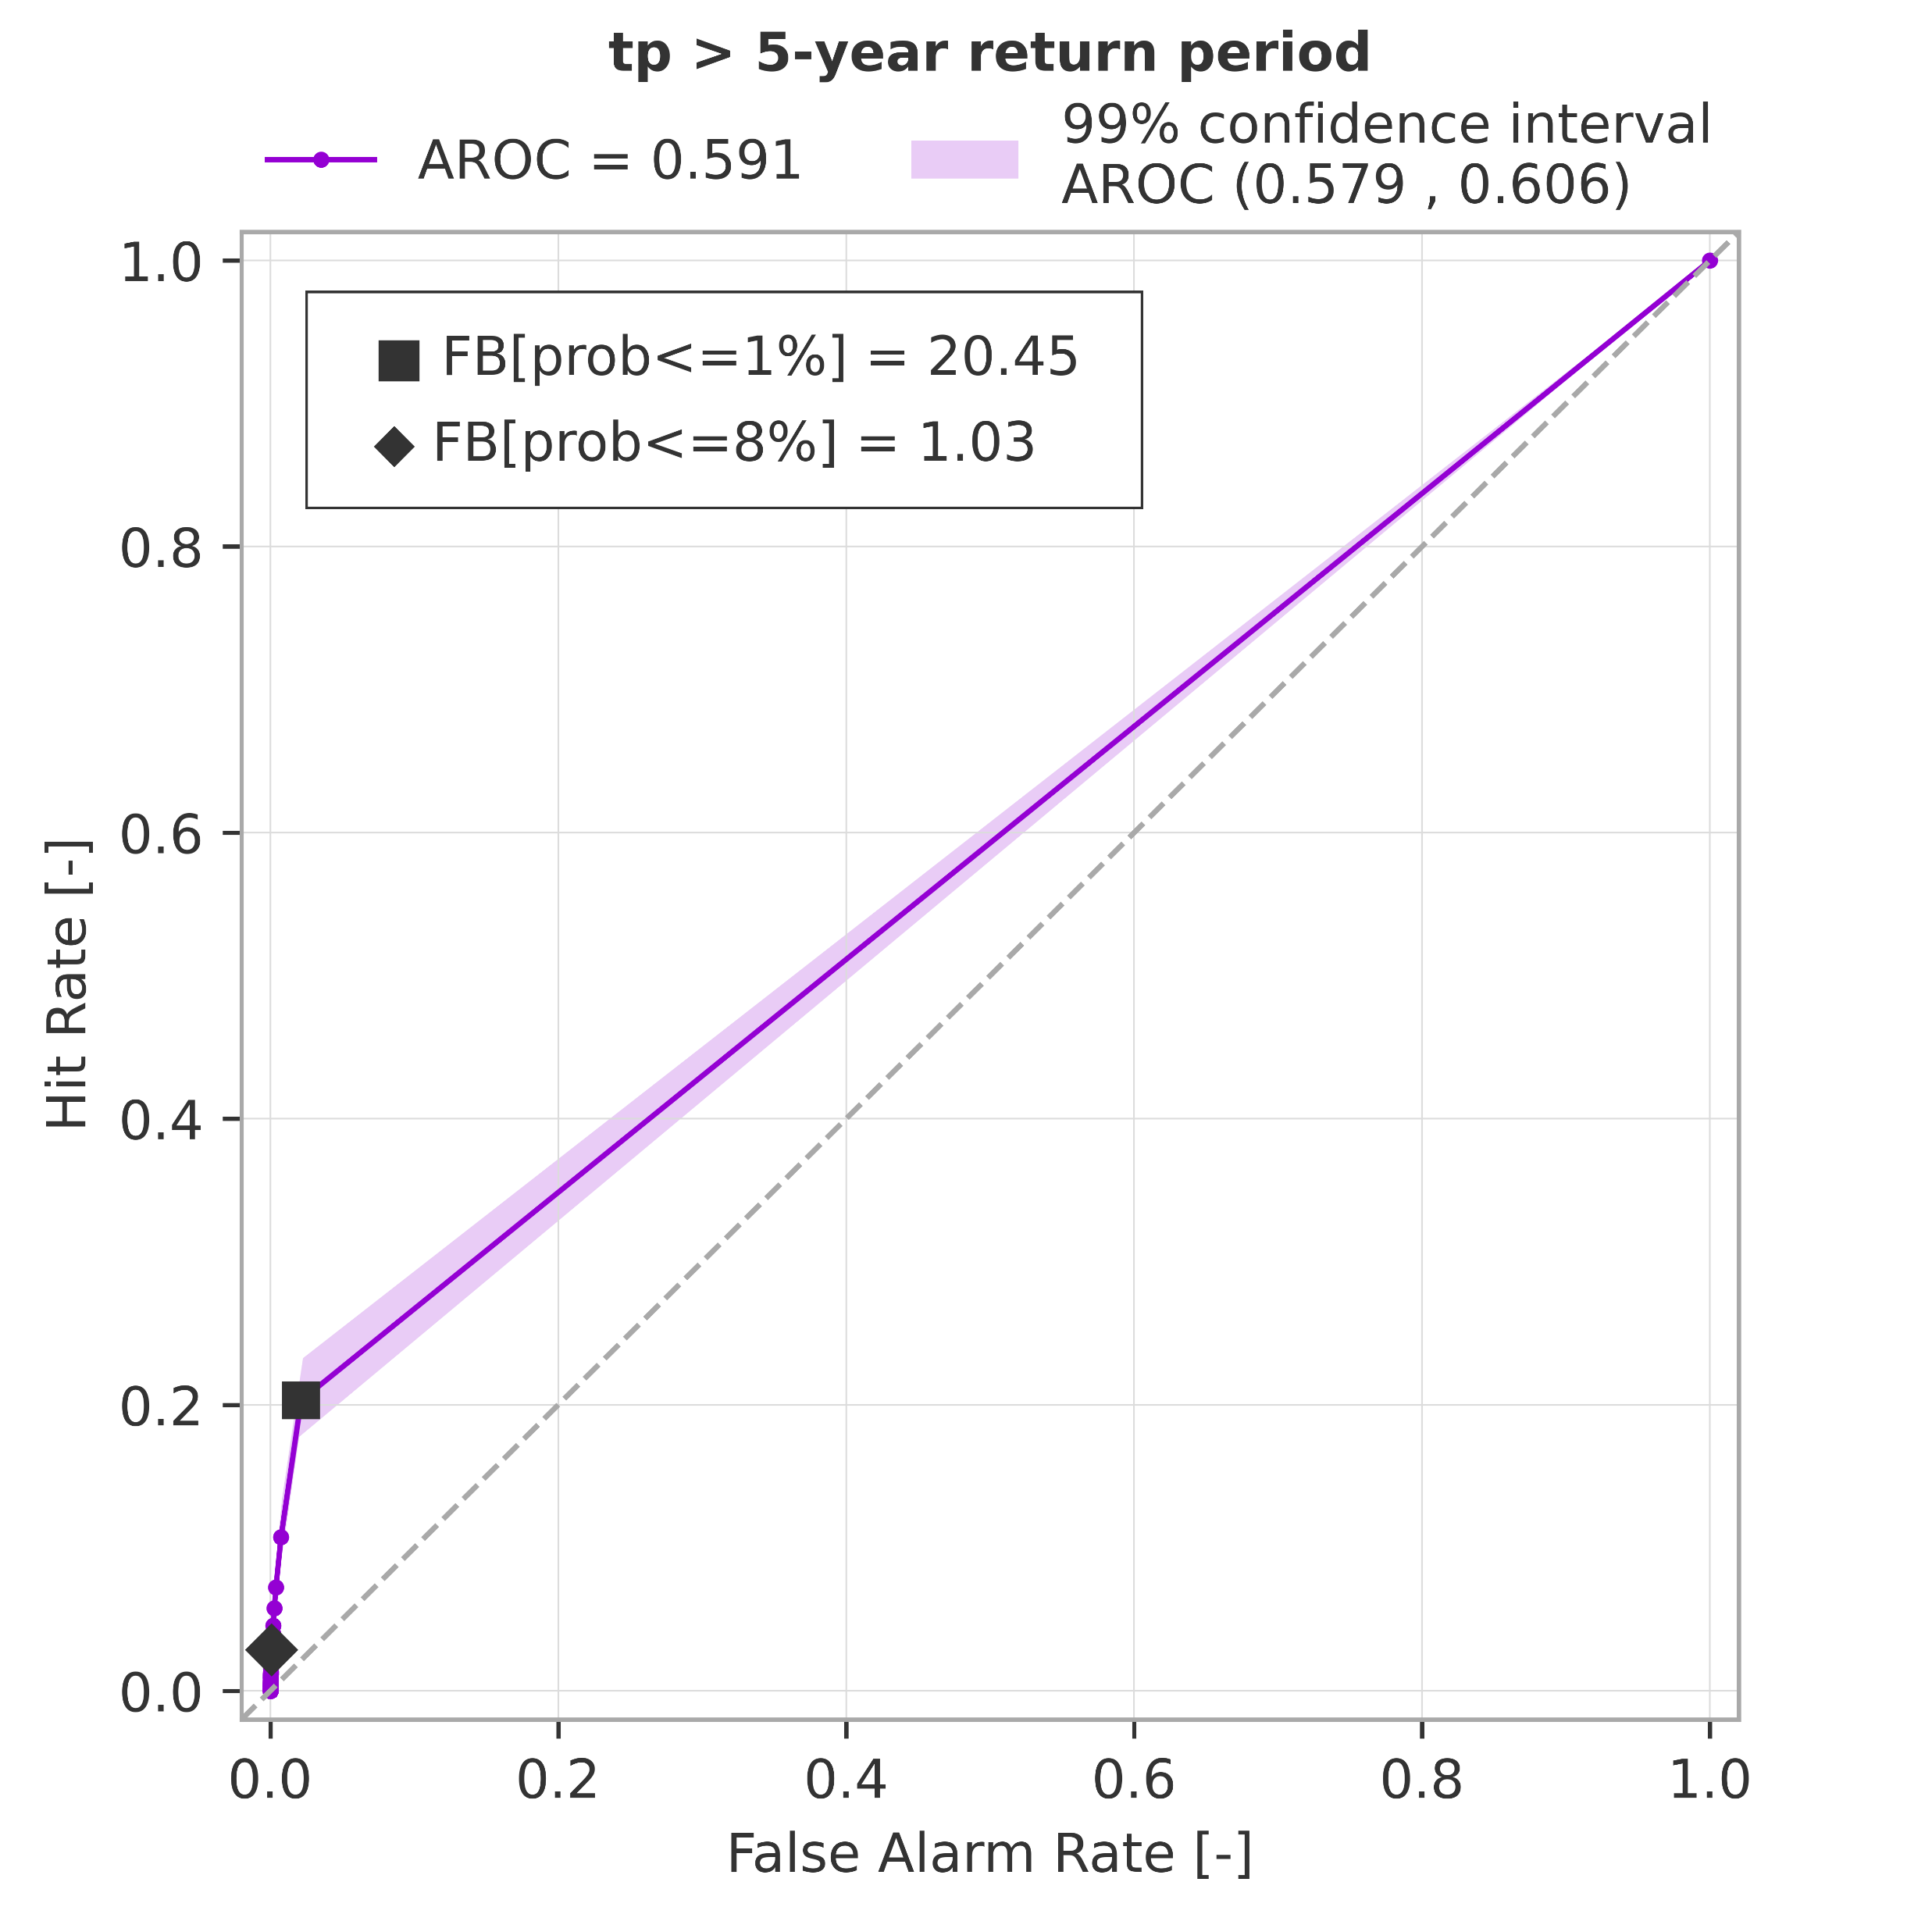 tp > 5-year return period
AROC = 0.591
99% confidence interval
AROC (0.579 , 0.606)
1.0
FB[prob<=1%] = 20.45
FB[prob<=8%] = 1.03
0.8
0.6
0.4
0.2
0.0
Hit Rate [-]
0.0 0.2 0.4 0.6 0.8 1.0
False Alarm Rate [-]